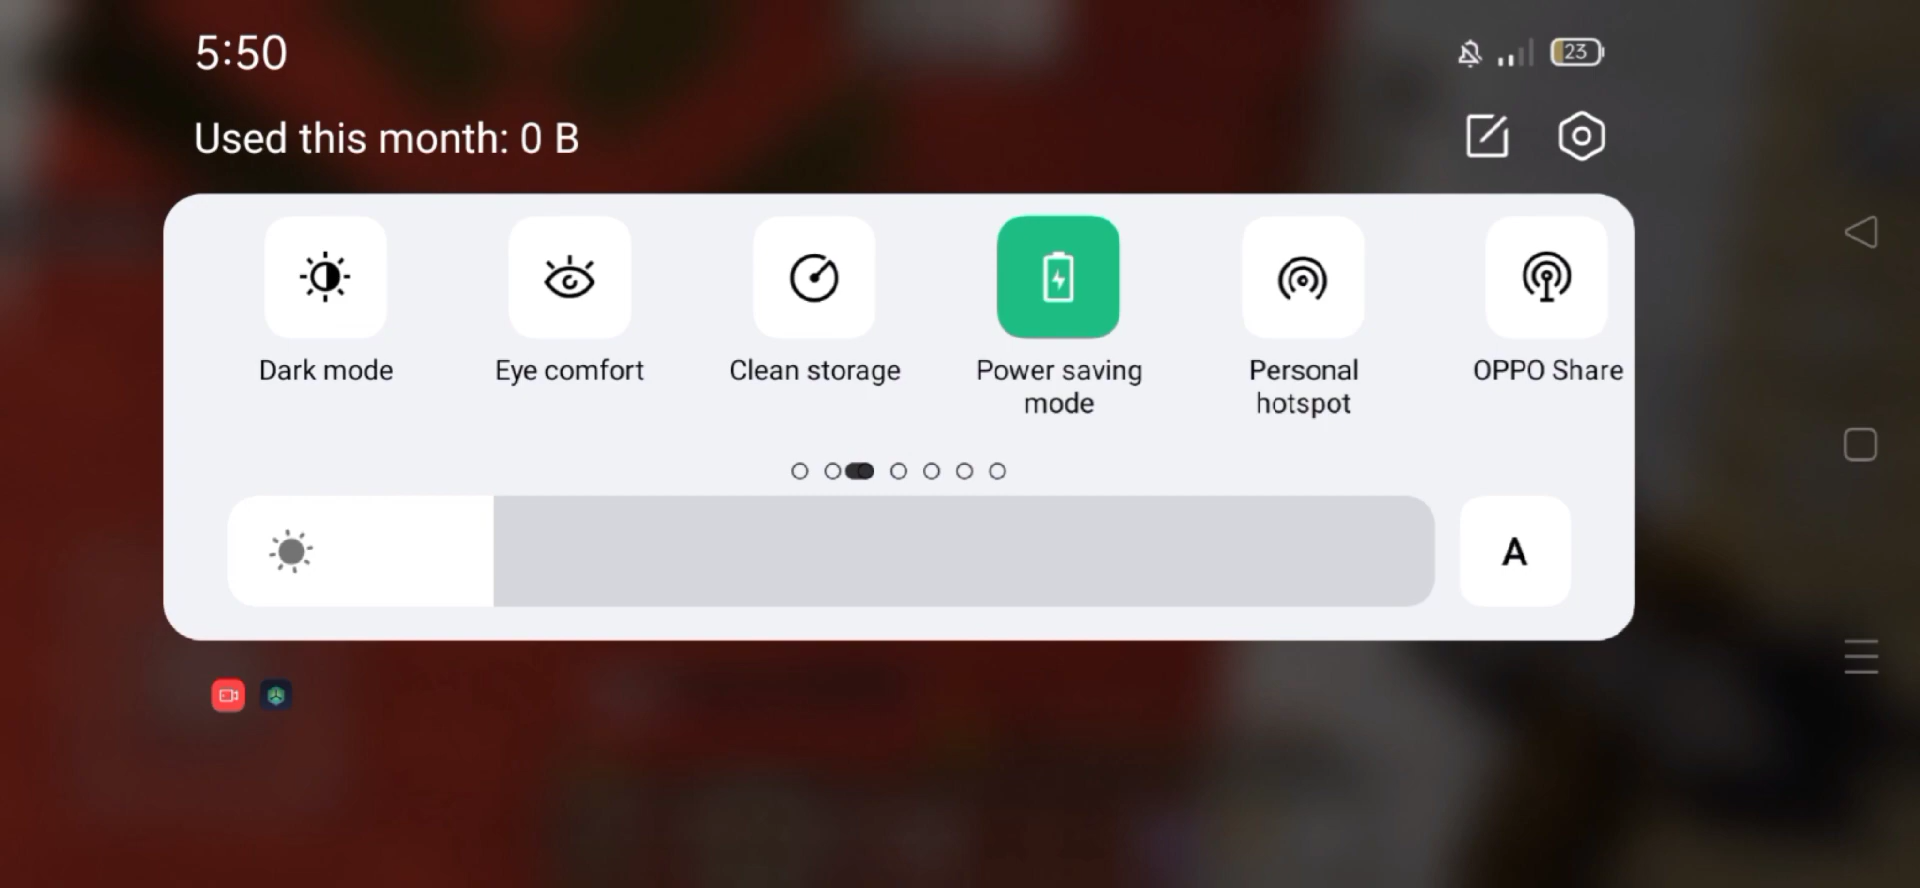 5:50
23
Used this month: 0 B
Dark mode
Eye comfort
Clean storage
Power saving
mode
Personal
hotspot
OPPO Share
A